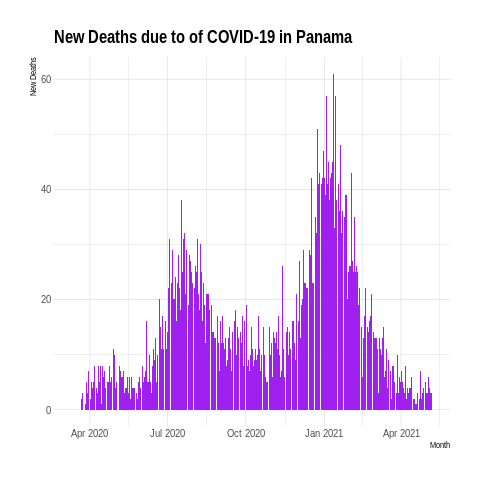 New Deaths due to of COVID-19 in Panama
New Deaths
60
40
20
0
Apr 2020 Jul 2020 Oct 2020 Jan 2021 Apr 2021
Month